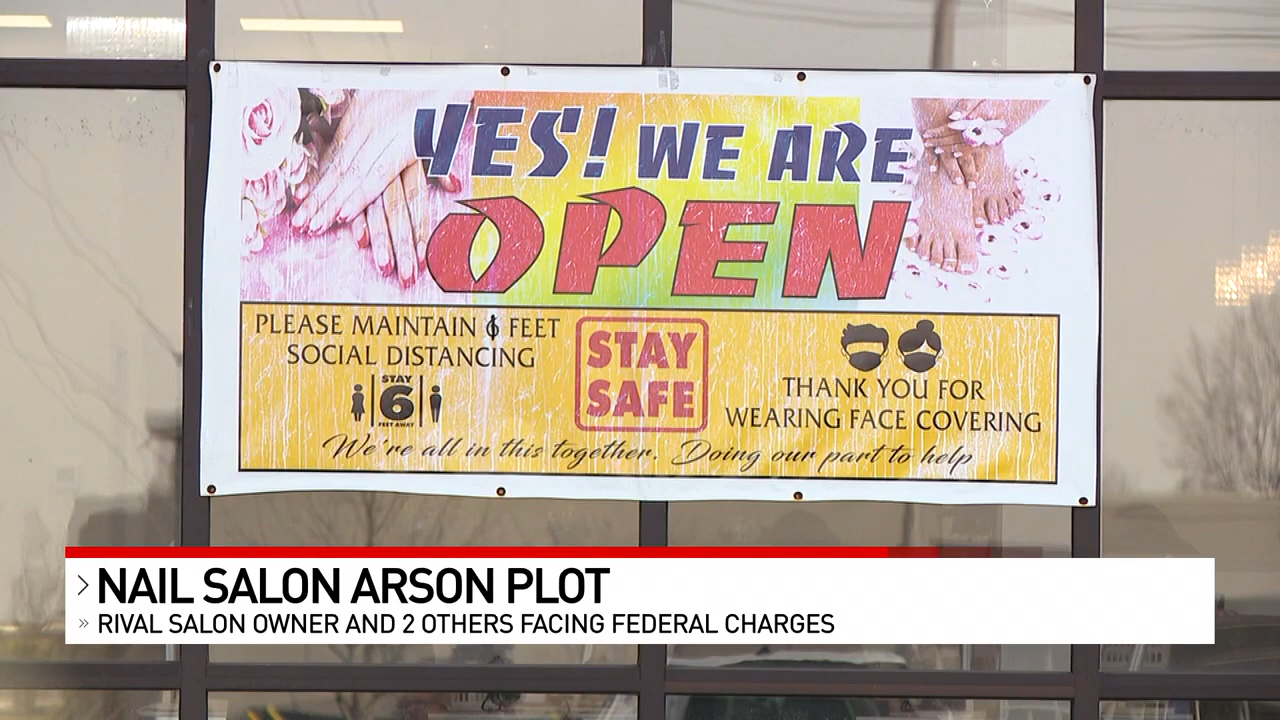 YES! WE ARE
OPEN
PLEASE MAINTAIN 6 FEET
SOCIAL DISTANCING
STAY
6
FEET AWAY
STAY
SAFE
THANK YOU FOR
WEARING FACE COVERING
We're all in this together. Doing our part to help
NAIL SALON ARSON PLOT
RIVAL SALON OWNER AND 2 OTHERS FACING FEDERAL CHARGES